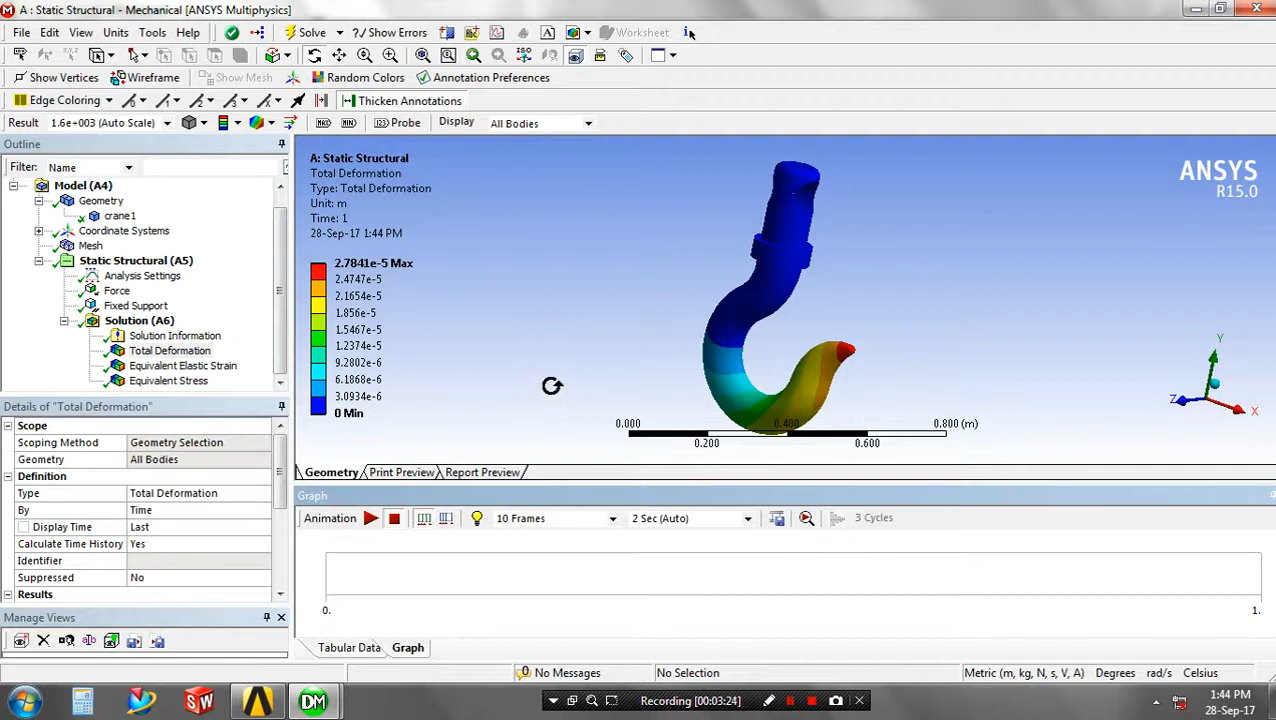 A : Static Structural - Mechanical [ANSYS Multiphysics]
File Edit View Units Tools Help Solve ?/ Show Errors A Worksheet i
ISO
Show Vertices Wireframe Show Mesh Random Colors Annotation Preferences
Edge Coloring Thicken Annotations
Result 1.6e+003 (Auto Scale) MAX MIN 123 Probe Display All Bodies
Outline
Filter: Name
Model (A4)
Geometry
crane1
Coordinate Systems
Mesh
Static Structural (A5)
Analysis Settings
Force
Fixed Support
Solution (A6)
Solution Information
Total Deformation
Equivalent Elastic Strain
Equivalent Stress
Details of "Total Deformation"
Scope
Scoping Method Geometry Selection
Geometry All Bodies
Definition
Type Total Deformation
By Time
Display Time Last
Calculate Time History Yes
Identifier
Suppressed No
Results
Manage Views
A: Static Structural
Total Deformation
Type: Total Deformation
Unit: m
Time: 1
28-Sep-17 1:44 PM
2.7841e-5 Max
2.4747e-5
2.1654e-5
1.856e-5
1.5467e-5
1.2374e-5
9.2802e-6
6.1868e-6
3.0934e-6
0 Min
ANSYS
R15.0
0.000 0.400 0.800 (m)
0.200 0.600
Y
Z X
Geometry Print Preview Report Preview
Graph
Animation 10 Frames 2 Sec (Auto) 3 Cycles
0. 1.
Tabular Data Graph
0 No Messages No Selection Metric (m, kg, N, s, V, A) Degrees rad/s Celsius
SW DM Recording [00:03:24] 1:44 PM
28-Sep-17